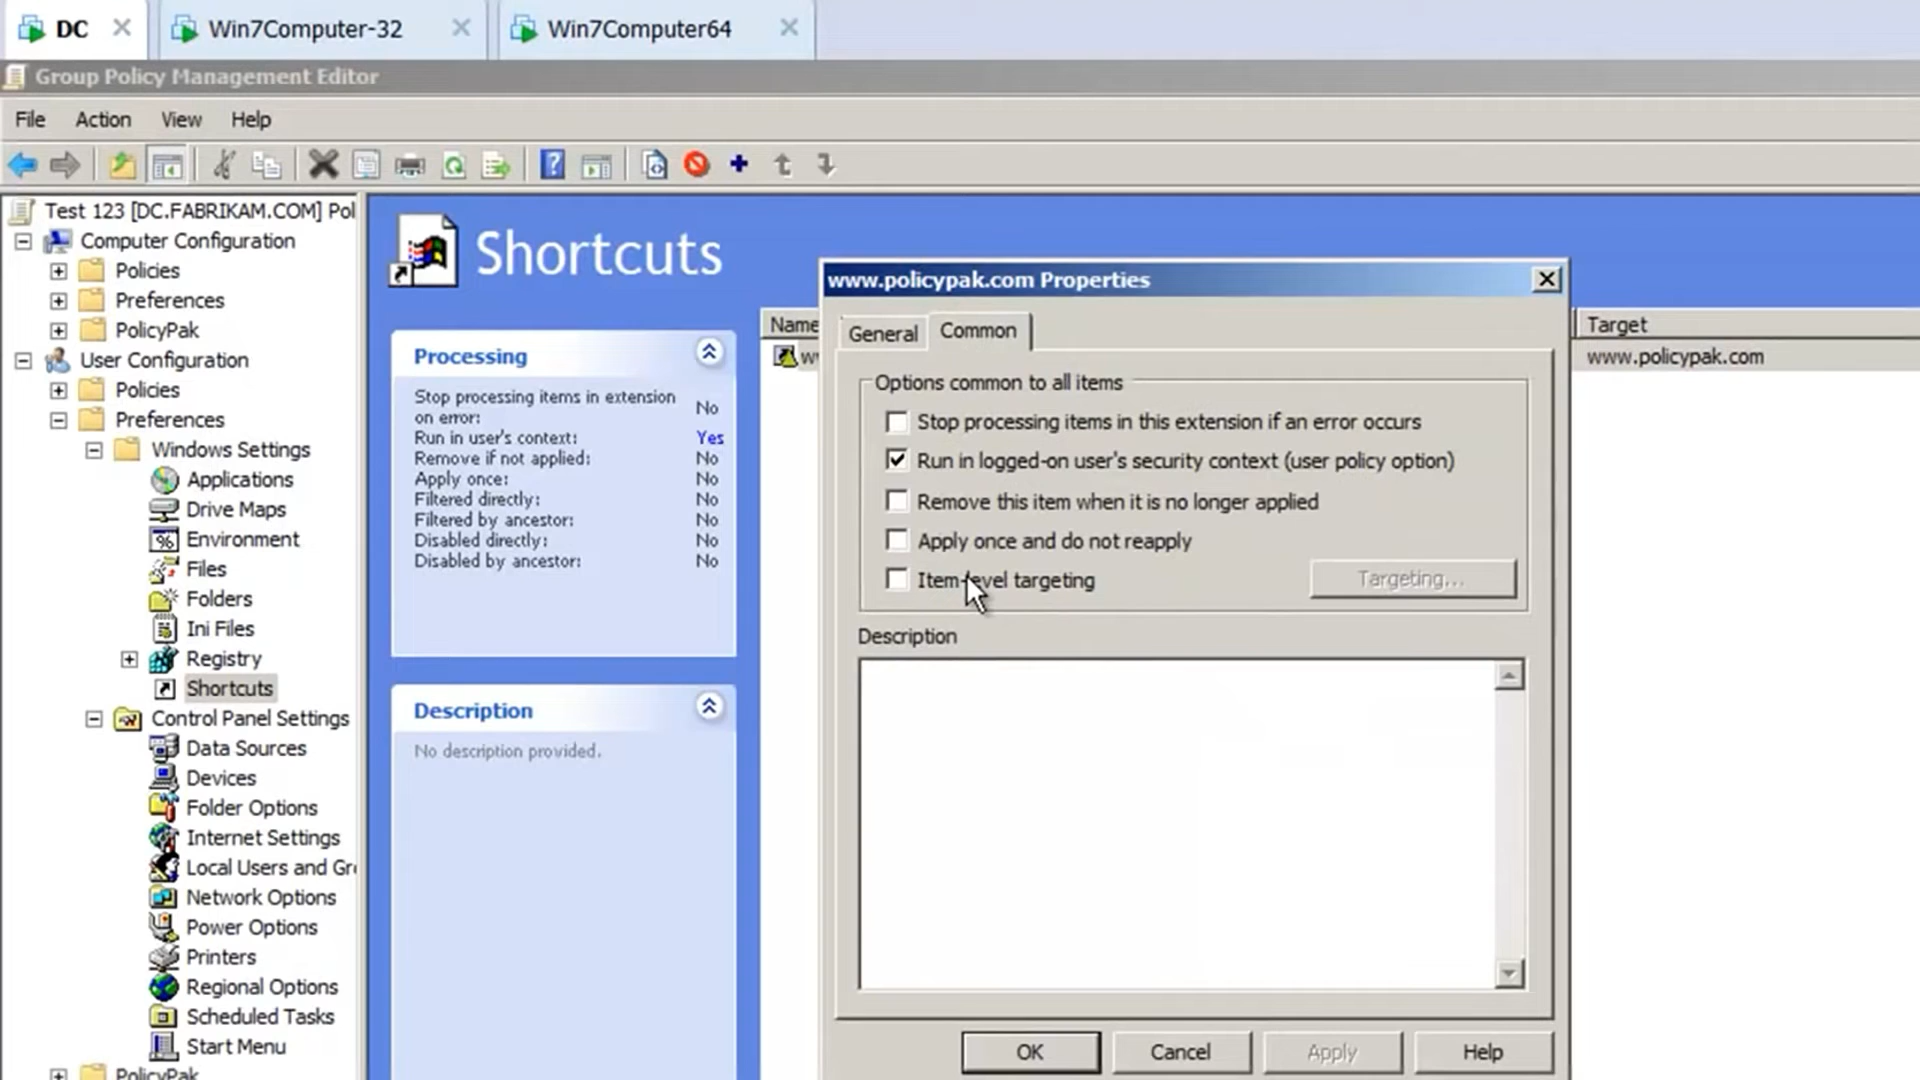 DC
Win7Computer-32
Win7Computer64
Group Policy Management Editor
File Action View Help
Test 123 [DC.FABRIKAM.COM] Pol
Computer Configuration
Policies
Preferences
PolicyPak
User Configuration
Policies
Preferences
Windows Settings
Applications
Drive Maps
Environment
Files
Folders
Ini Files
Registry
Shortcuts
Control Panel Settings
Data Sources
Devices
Folder Options
Internet Settings
Local Users and Gr
Network Options
Power Options
Printers
Regional Options
Scheduled Tasks
Start Menu
PolicyPak
Shortcuts
Processing
Stop processing items in extension
on error: No
Run in user's context: Yes
Remove if not applied: No
Apply once: No
Filtered directly: No
Filtered by ancestor: No
Disabled directly: No
Disabled by ancestor: No
Description
No description provided.
Name
Target
www.policypak.com
www.policypak.com Properties
General Common
Options common to all items
Stop processing items in this extension if an error occurs
Run in logged-on user's security context (user policy option)
Remove this item when it is no longer applied
Apply once and do not reapply
Item-level targeting
Targeting...
Description
OK Cancel Apply Help